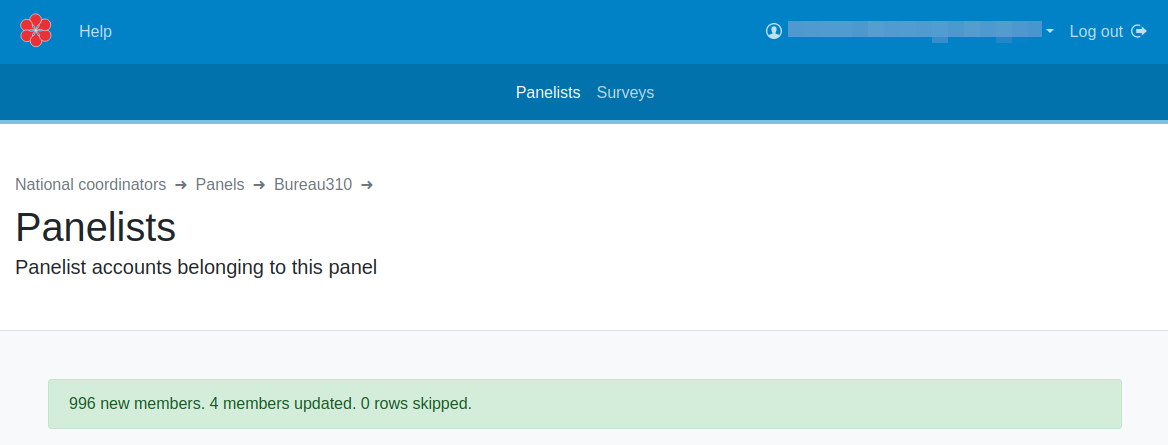 Help
Log out
Panelists Surveys
National coordinators ➔ Panels ➔ Bureau310 ➔
Panelists
Panelist accounts belonging to this panel
996 new members. 4 members updated. 0 rows skipped.